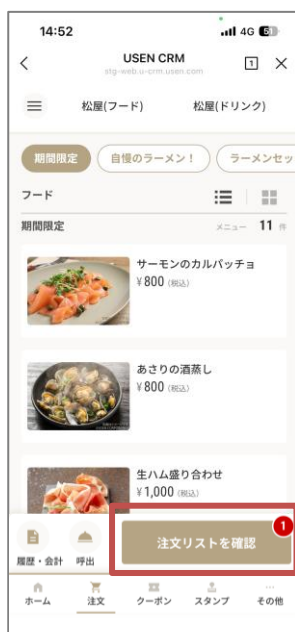 14:52
4G 51
USEN CRM
stg-web.u-crm.usen.com
1
松屋(フード)
松屋(ドリンク)
期間限定
自慢のラーメン!
ラーメンセッ
フード
期間限定
メニュー 11 件
サーモンのカルパッチョ
¥800 (税込)
あさりの酒蒸し
¥800 (税込)
生ハム盛り合わせ
¥1,000 (税込)
履歴・会計
呼出
注文リストを確認
1
ホーム
注文
クーポン
スタンプ
その他